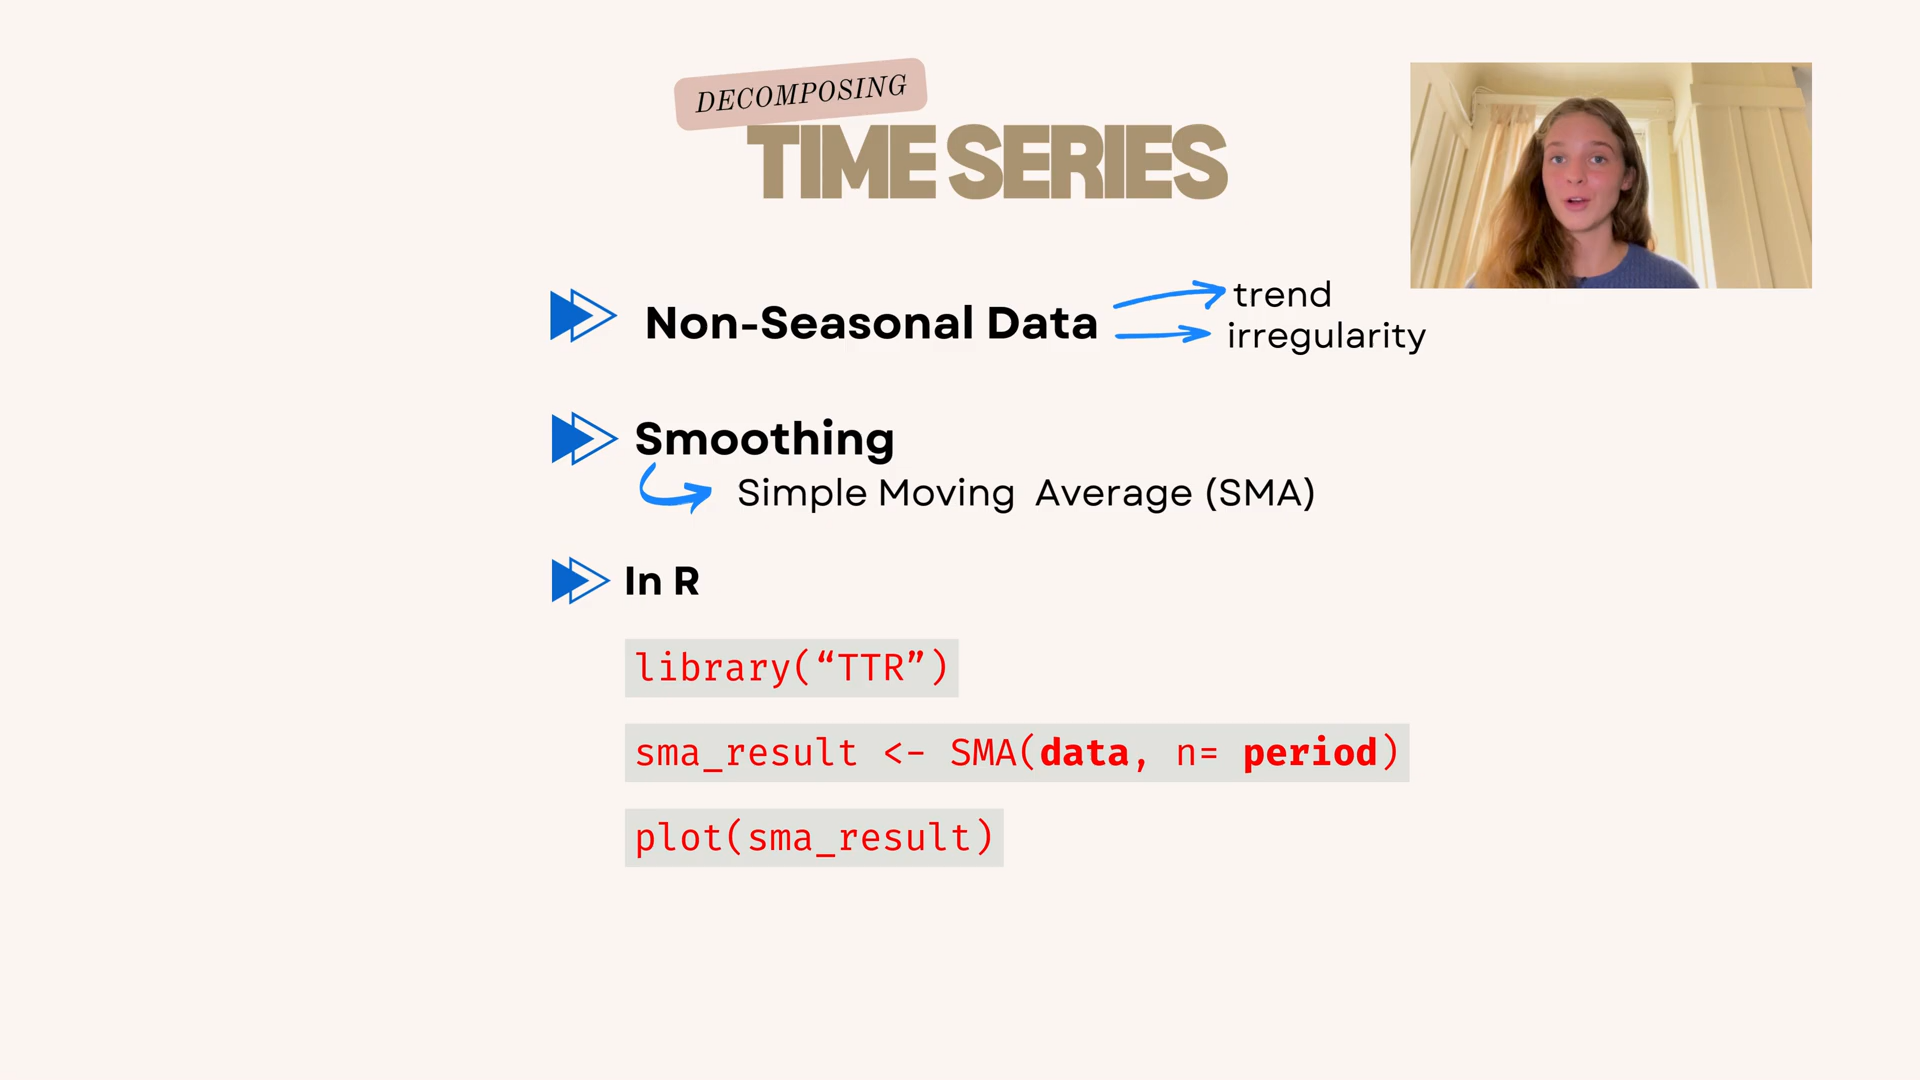 DECOMPOSING
TIME SERIES
Non-Seasonal Data
trend
irregularity
Smoothing
Simple Moving Average (SMA)
In R
library(“TTR”)
sma_result <- SMA(data, n= period)
plot(sma_result)